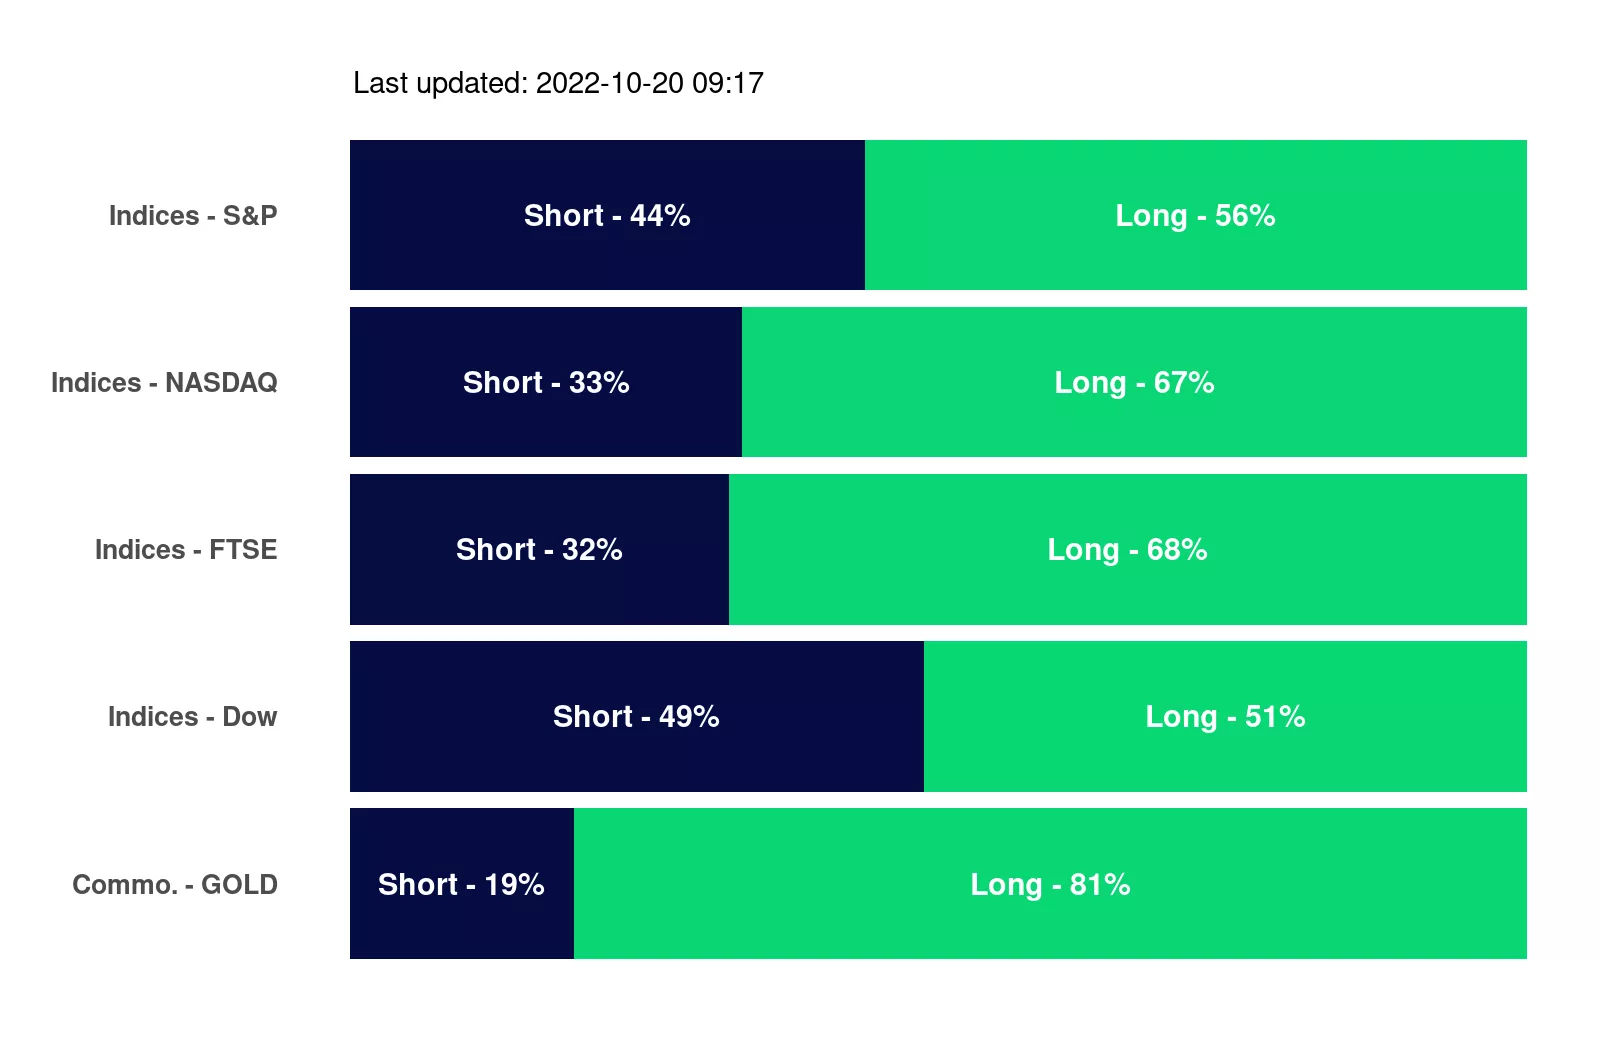 Last updated: 2022-10-20 09:17
Indices - S&P Short - 44% Long - 56%
Indices - NASDAQ Short - 33% Long - 67%
Indices - FTSE Short - 32% Long - 68%
Indices - Dow Short - 49% Long - 51%
Commo. - GOLD Short - 19% Long - 81%